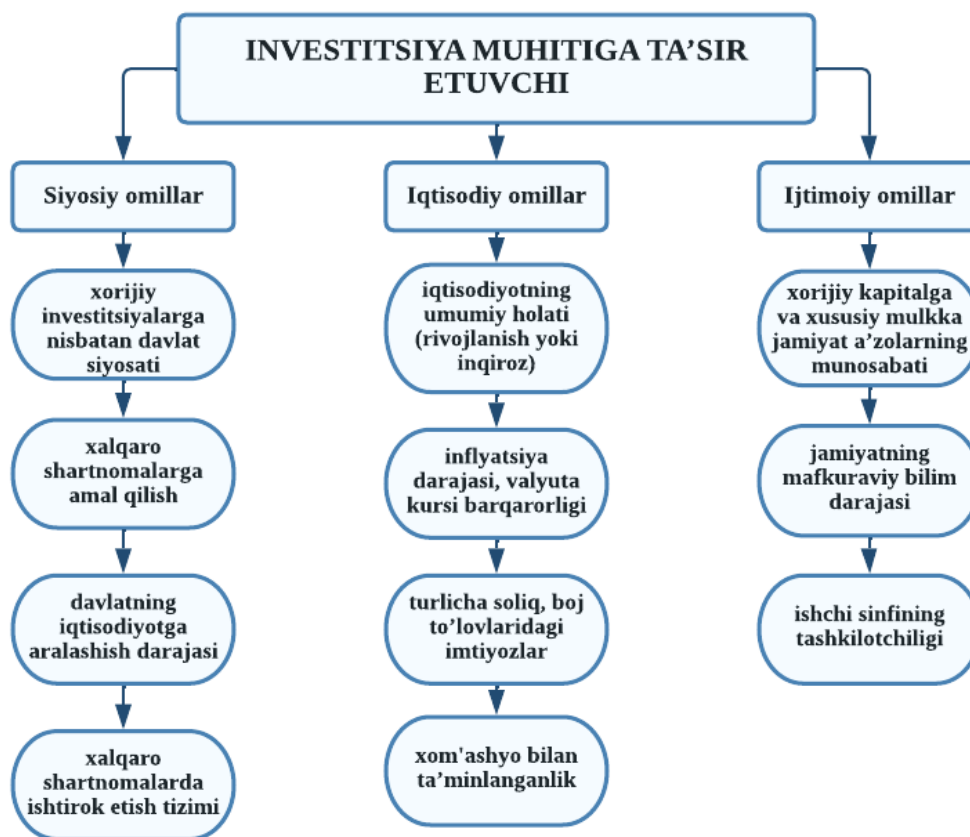 INVESTITSIYA MUHITIGA TA’SIR
ETUVCHI
Siyosiy omillar
xorijiy
investitsiyalarga
nisbatan davlat
siyosati
xalqaro
shartnomalarga
amal qilish
davlatning
iqtisodiyotga
aralashish darajasi
xalqaro
shartnomalarda
ishtirok etish tizimi
Iqtisodiy omillar
iqtisodiyotning
umumiy holati
(rivojlanish yoki
inqiroz)
inflyatsiya
darajasi, valyuta
kursi barqarorligi
turlicha soliq, boj
to’lovlaridagi
imtiyozlar
xom'ashyo bilan
ta’minlanganlik
Ijtimoiy omillar
xorijiy kapitalga
va xususiy mulkka
jamiyat a’zolarning
munosabati
jamiyatning
mafkuraviy bilim
darajasi
ishchi sinfining
tashkilotchiligi